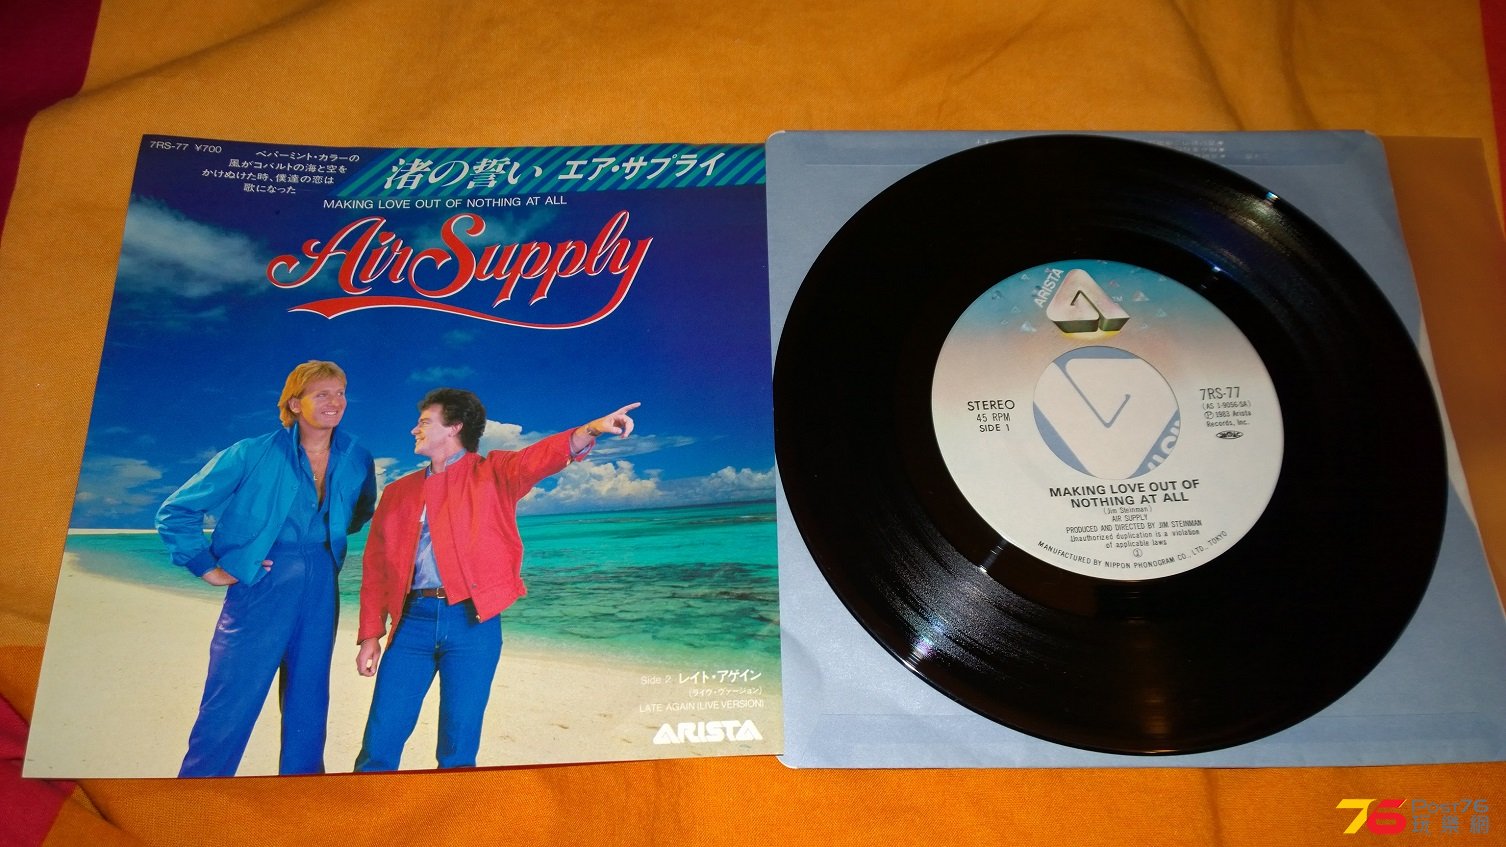 7RS-77 ¥700
ペパーミント・カラーの
風がコバルトの海と空を
かけぬけた時、僕達の恋は
歌になった
渚の誓い エア・サプライ
MAKING LOVE OUT OF NOTHING AT ALL
Air Supply
Side 2 レイト・アゲイン
(ライヴ・ヴァージョン)
LATE AGAIN (LIVE VERSION)
ARISTA
ARISTA
TM
STEREO
45 RPM
SIDE 1
7RS-77
(AS 1-9056-SA)
Ⓟ1983 Arista
Records, Inc.
MAKING LOVE OUT OF
NOTHING AT ALL
(Jim Steinman)
AIR SUPPLY
PRODUCED AND DIRECTED BY JIM STEINMAN
Unauthorized duplication is a violation
of applicable laws
MANUFACTURED BY NIPPON PHONOGRAM CO., LTD., TOKYO
76 Post76
玩樂網